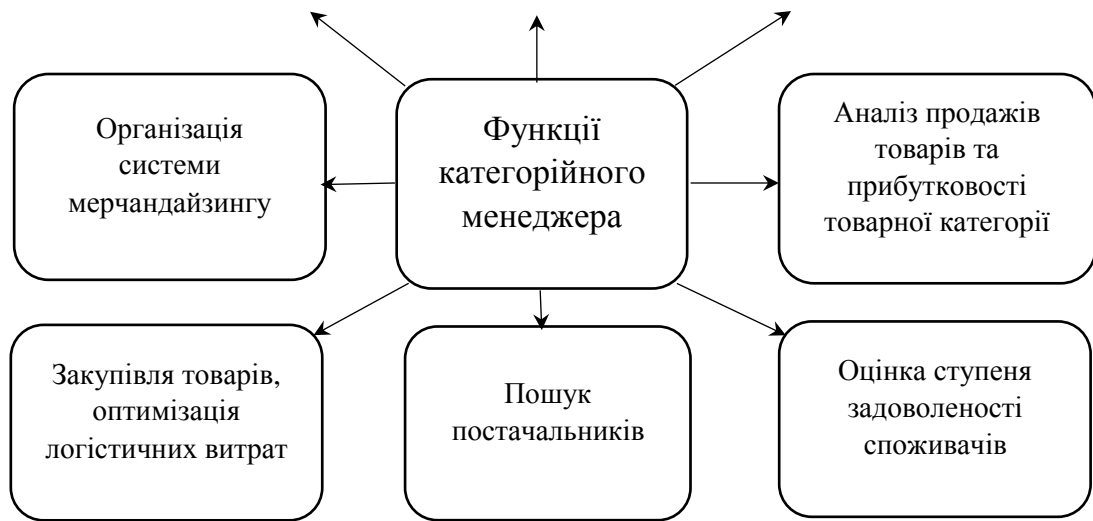 Організація
системи
мерчандайзингу
Функції
категорійного
менеджера
Аналіз продажів
товарів та
прибутковості
товарної категорії
Закупівля товарів,
оптимізація
логістичних витрат
Пошук
постачальників
Оцінка ступеня
задоволеності
споживачів